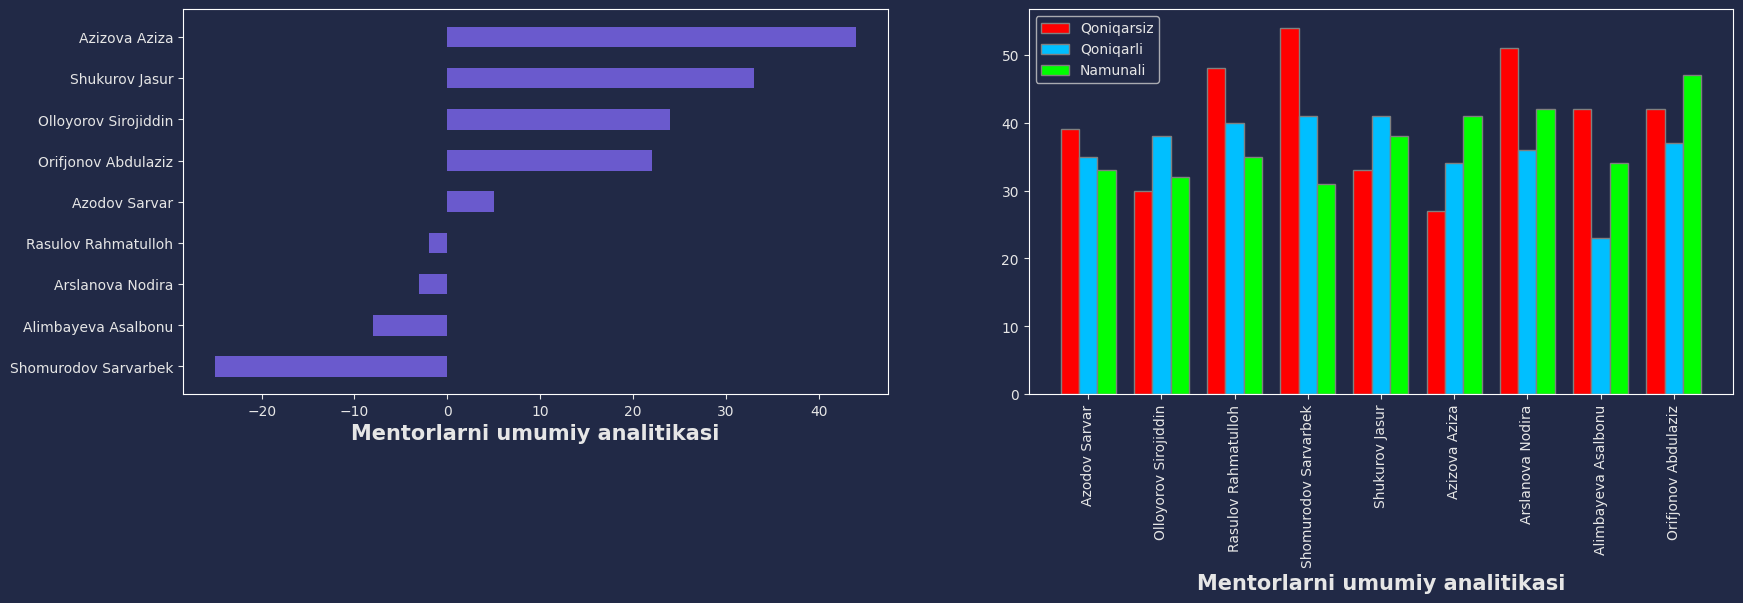 Azizova Aziza
Shukurov Jasur
Olloyorov Sirojiddin
Orifjonov Abdulaziz
Azodov Sarvar
Rasulov Rahmatulloh
Arslanova Nodira
Alimbayeva Asalbonu
Shomurodov Sarvarbek
−20 −10 0 10 20 30 40
Mentorlarni umumiy analitikasi
Qoniqarsiz
Qoniqarli
Namunali
50
40
30
20
10
0
Azodov Sarvar
Olloyorov Sirojiddin
Rasulov Rahmatulloh
Shomurodov Sarvarbek
Shukurov Jasur
Azizova Aziza
Arslanova Nodira
Alimbayeva Asalbonu
Orifjonov Abdulaziz
Mentorlarni umumiy analitikasi